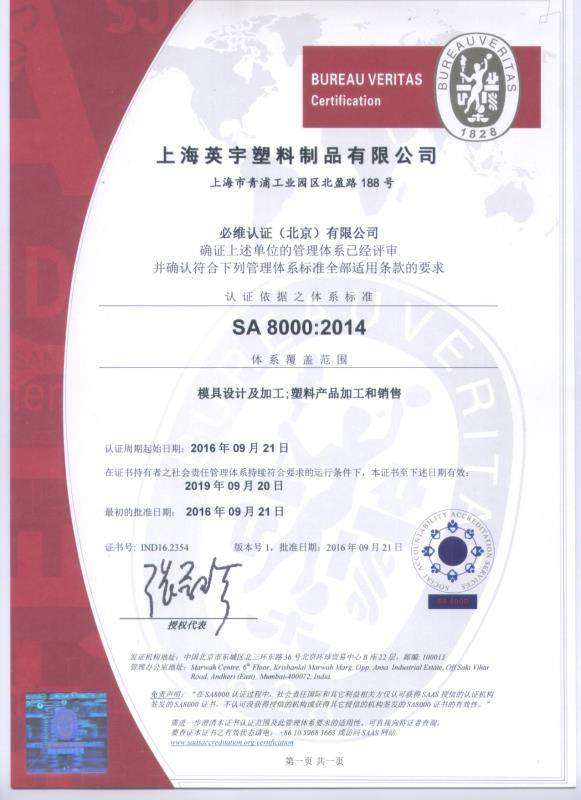 BUREAU VERITAS
Certification
BUREAU VERITAS
1828
上海英宇塑料制品有限公司
上海市青浦工业园区北盈路 188 号
必维认证（北京）有限公司
确证上述单位的管理体系已经评审
并确认符合下列管理体系标准全部适用条款的要求
认证依据之体系标准
SA 8000:2014
体系覆盖范围
模具设计及加工;塑料产品加工和销售
认证周期起始日期: 2016 年 09 月 21 日
在证书持有者之社会责任管理体系持续符合要求的运行条件下，本证书至下述日期有效:
2019 年 09 月 20 日
最初的批准日期: 2016 年 09 月 21 日
证书号: IND16.2354 版本号 1，批准日期: 2016 年 09 月 21 日
SOCIAL ACCOUNTABILITY ACCREDITATION SERVICES
SA 8000
授权代表
发证机构地址: 中国北京市东城区北三环东路 36 号北京环球贸易中心 B 座 22 层，邮编: 100013
管理办公室地址: Marwah Centre, 6th Floor, Krishanlal Marwah Marg, Opp. Ansa Industrial Estate, Off Saki Vihar
Road, Andheri (East), Mumbai-400072, India.
免责声明: “在 SA8000 认证过程中，社会责任国际和其它利益相关方仅认可获得 SAAS 授信的认证机构
签发的SA8000 证书，不认可没获得授信的机构或获得其它授信的机构签发的 SA8000 证书的有效性。”
需进一步澄清本证书认证范围及此管理体系要求的适用性，可直接向持证者查询。
要查证本证书之有效状态请电: +86 10 5968 3663 或访问 SAAS 网站
www.saasaccreditation.org/certification
第一页 共一页